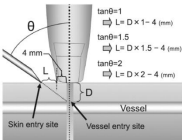 θ
tanθ=1
⇨ L= D × 1− 4 (mm)
4 mm
tanθ=1.5
⇨ L= D × 1.5 − 4 (mm)
L
tanθ=2
⇨ L= D × 2 − 4 (mm)
D
Vessel
Skin entry site
Vessel entry site